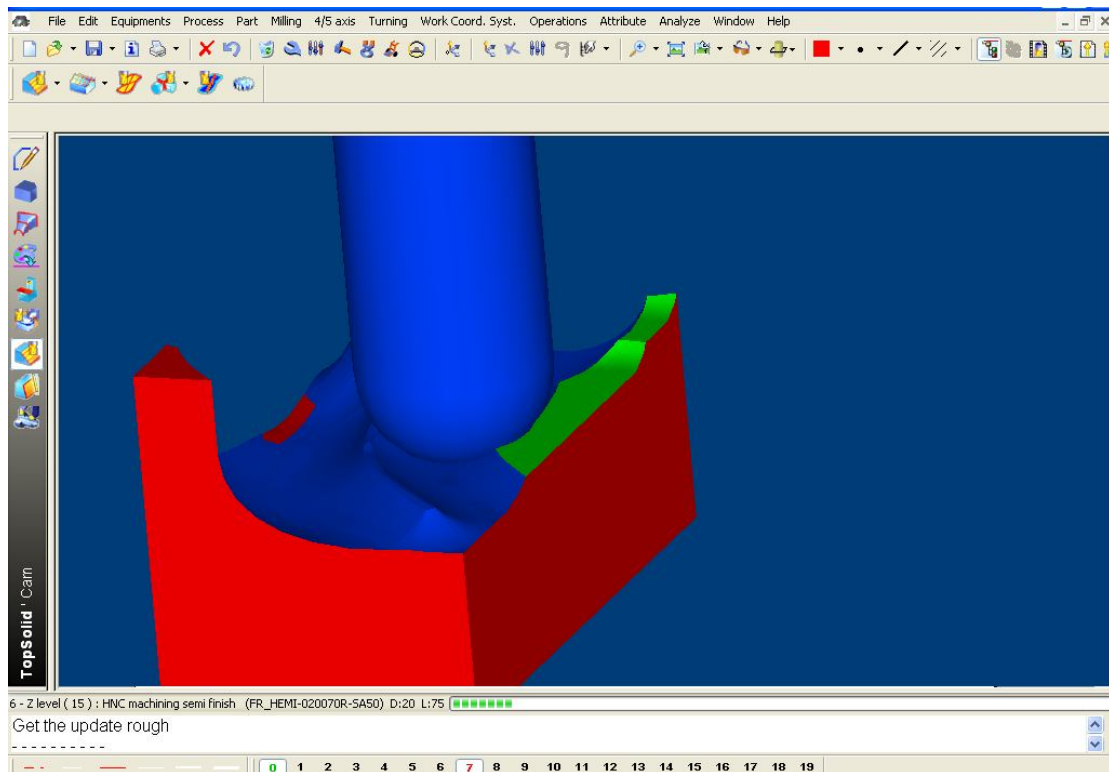 File Edit Equipments Process Part Milling 4/5 axis Turning Work Coord. Syst. Operations Attribute Analyze Window Help
TopSolid'Cam
6 - Z level ( 15 ) : HNC machining semi finish (FR_HEMI-020070R-SA50) D:20 L:75
Get the update rough
- - - - - - - - - -
0 1 2 3 4 5 6 7 8 9 10 11 12 13 14 15 16 17 18 19